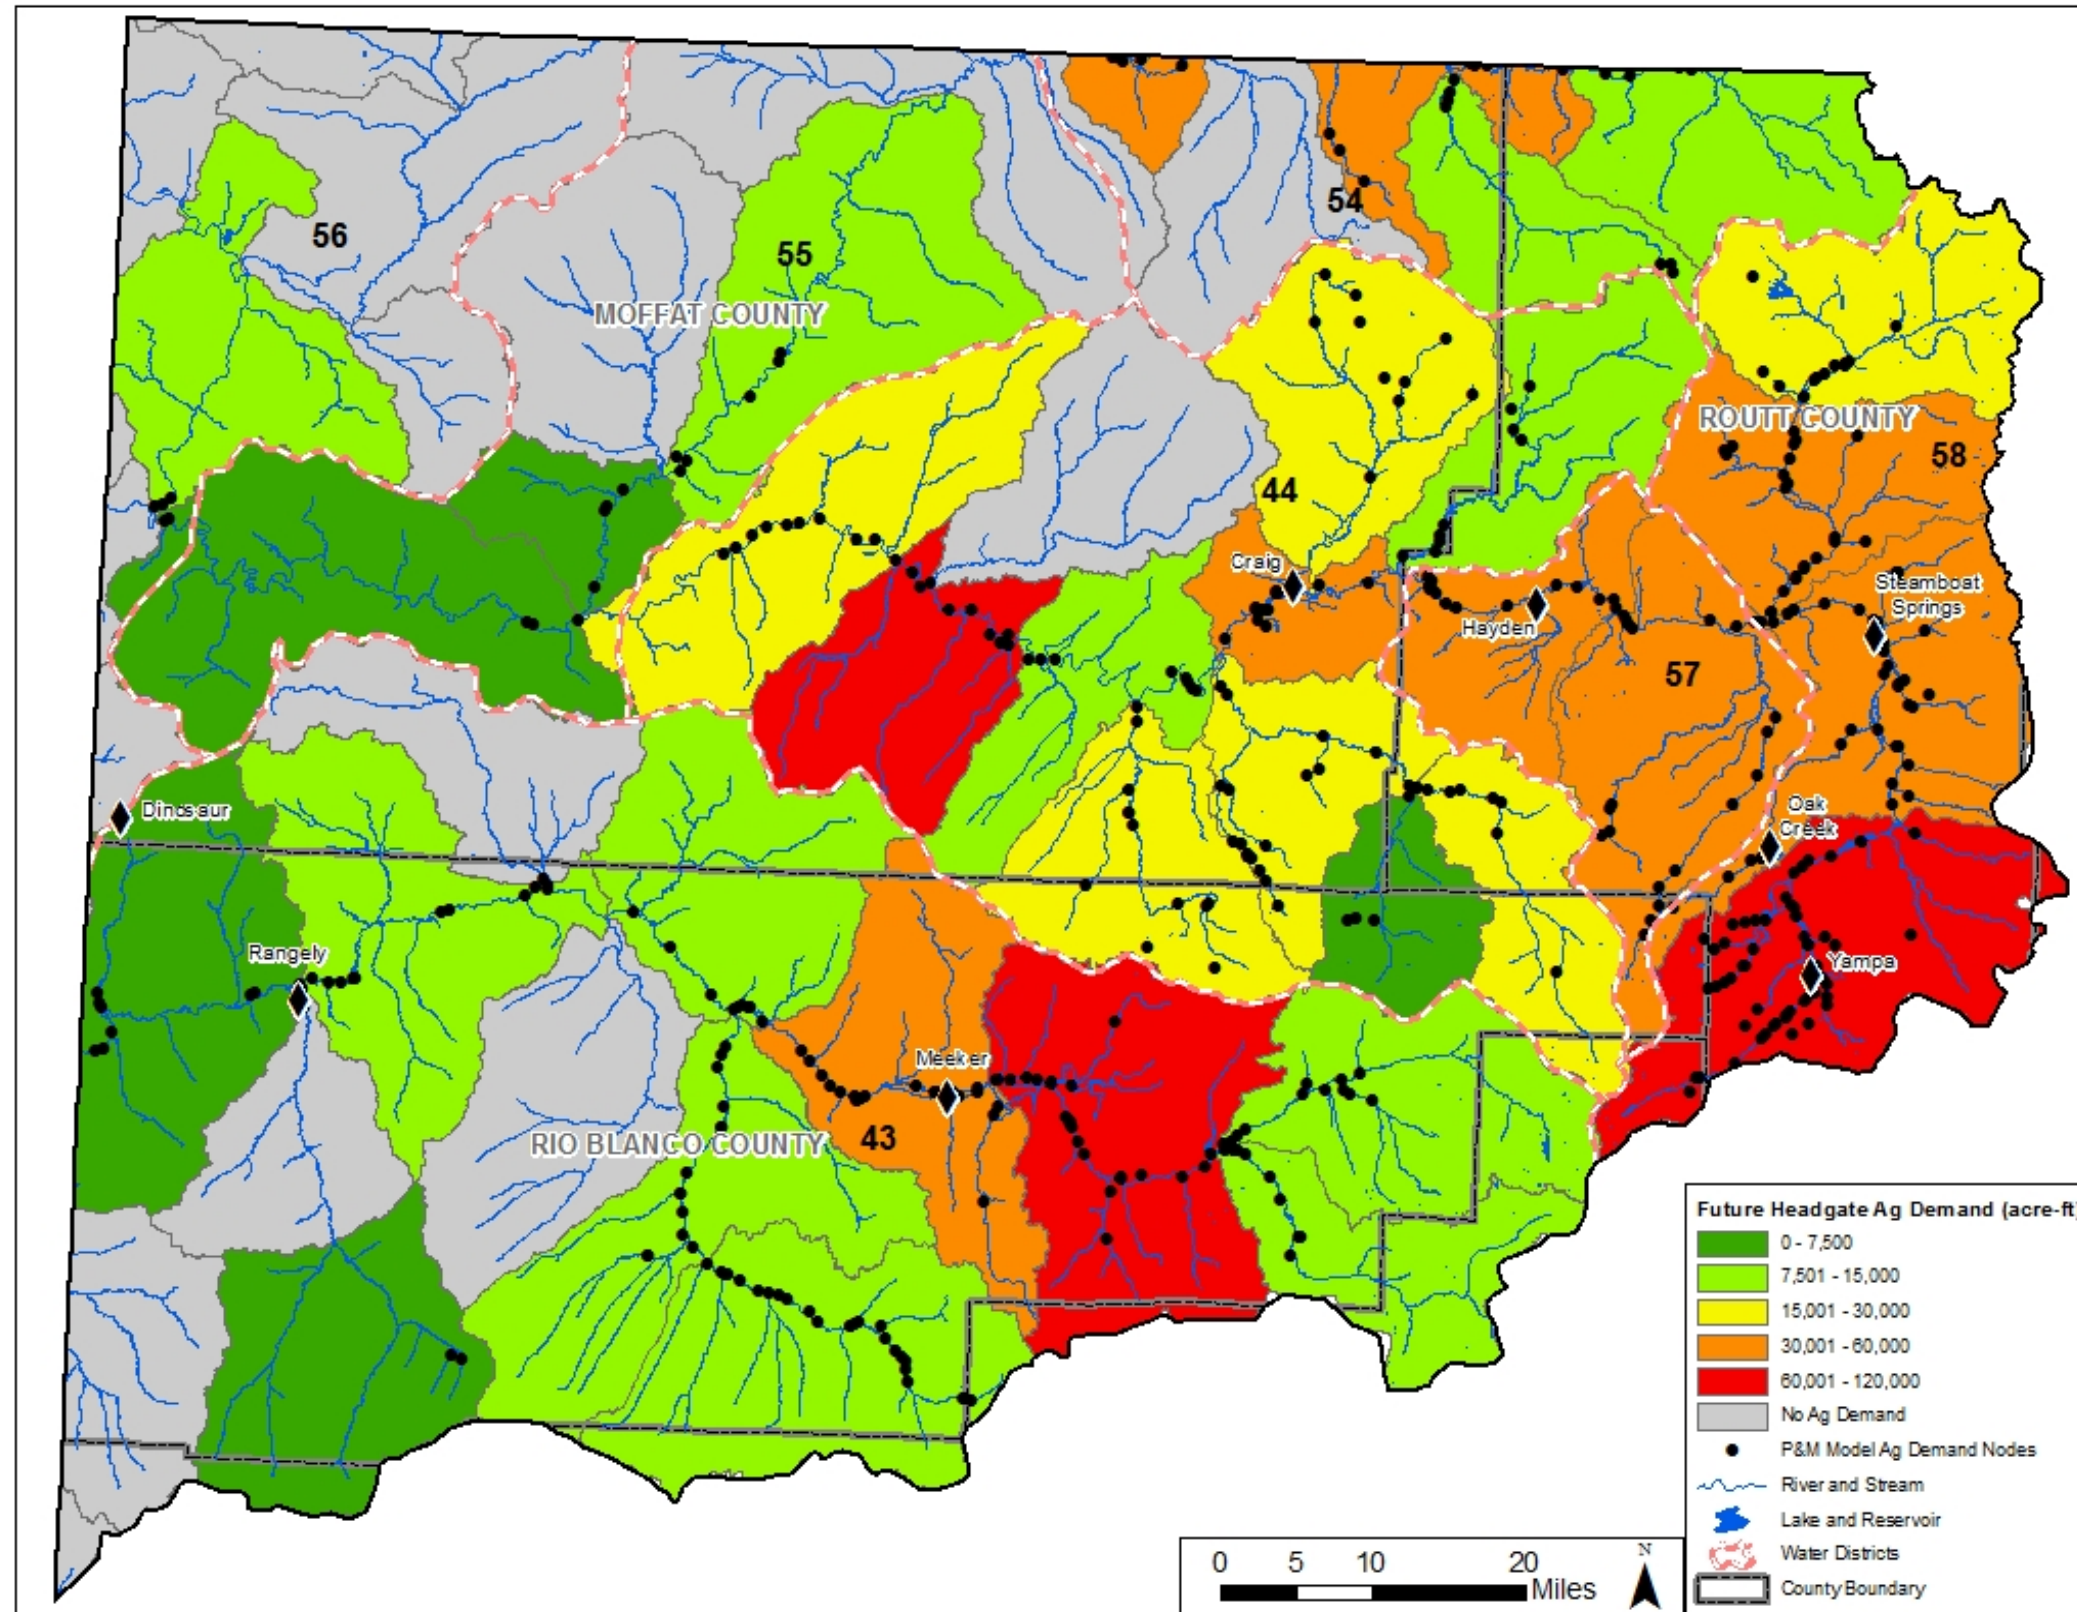 54
56
55
MOFFAT COUNTY
ROUTT COUNTY
58
44
Craig
Steamboat
Springs
Hayden
57
Dinosaur
Oak
Creek
Rangely
Yampa
Meeker
RIO BLANCO COUNTY
43
Future Headgate Ag Demand (acre-ft)
0 - 7,500
7,501 - 15,000
15,001 - 30,000
30,001 - 60,000
60,001 - 120,000
No Ag Demand
P&M Model Ag Demand Nodes
River and Stream
Lake and Reservoir
Water Districts
County Boundary
0 5 10 20
Miles
N